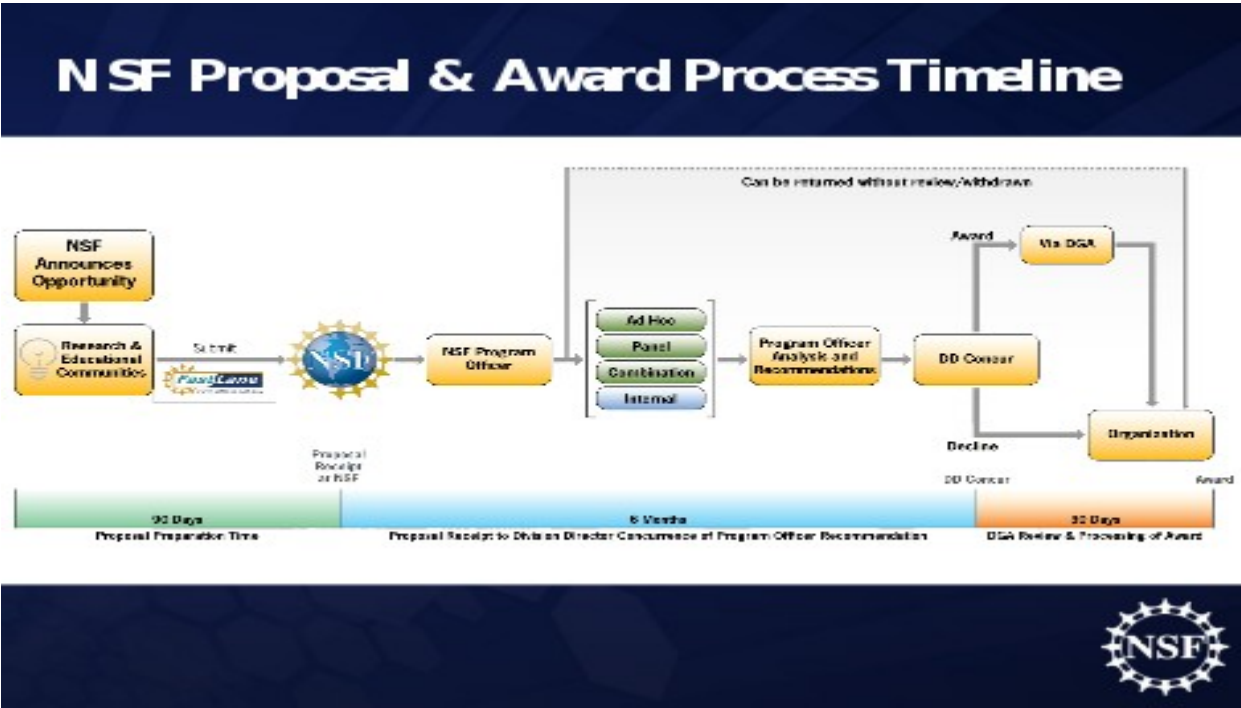 NSF Proposal & Award Process Timeline
Can be returned without review/withdrawn
NSF
Announces
Opportunity
Research &
Educational
Communities
Submit
FastLane
NSF
NSF Program
Officer
Ad Hoc
Panel
Combination
Internal
Program Officer
Analysis and
Recommendations
DD Concur
Award
Via DGA
Decline
Organization
Proposal
Receipt
at NSF
DD Concur
Award
90 Days
6 Months
30 Days
Proposal Preparation Time
Proposal Receipt to Division Director Concurrence of Program Officer Recommendation
DGA Review & Processing of Award
NSF